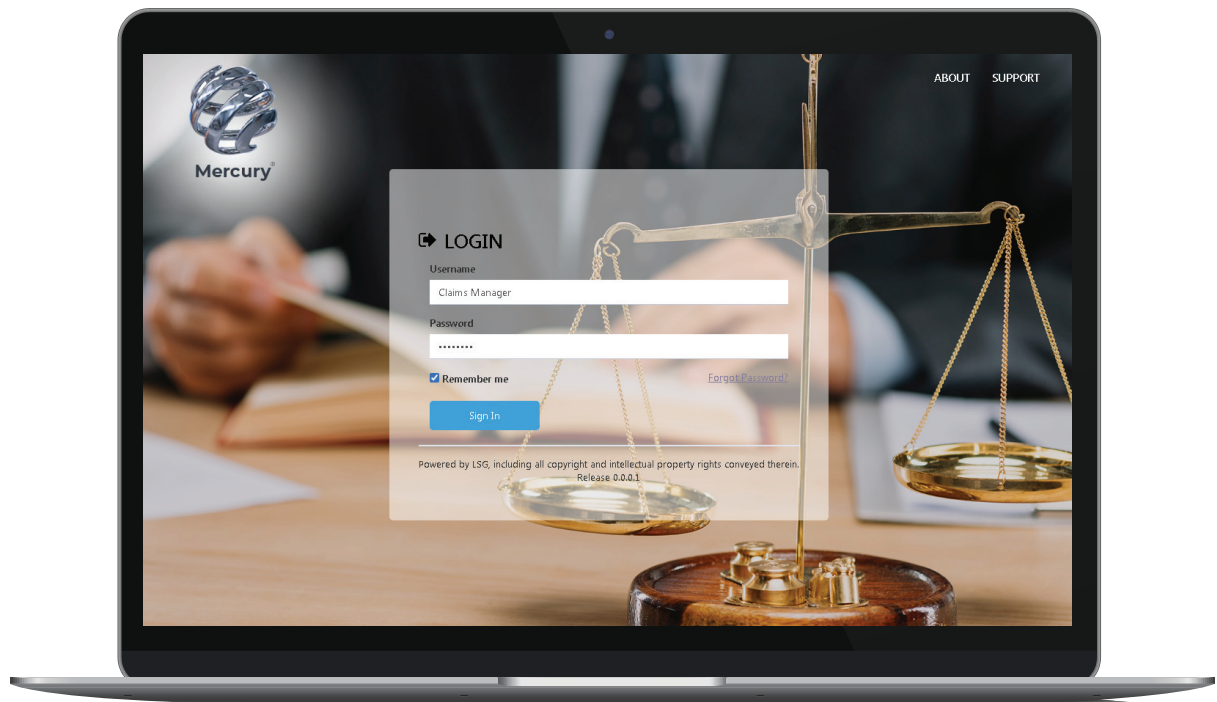 ABOUT SUPPORT
Mercury®
LOGIN
Username
Claims Manager
Password
••••••••
Remember me Forgot Password?
Sign In
Powered by LSG, including all copyright and intellectual property rights conveyed therein.
Release 0.0.0.1